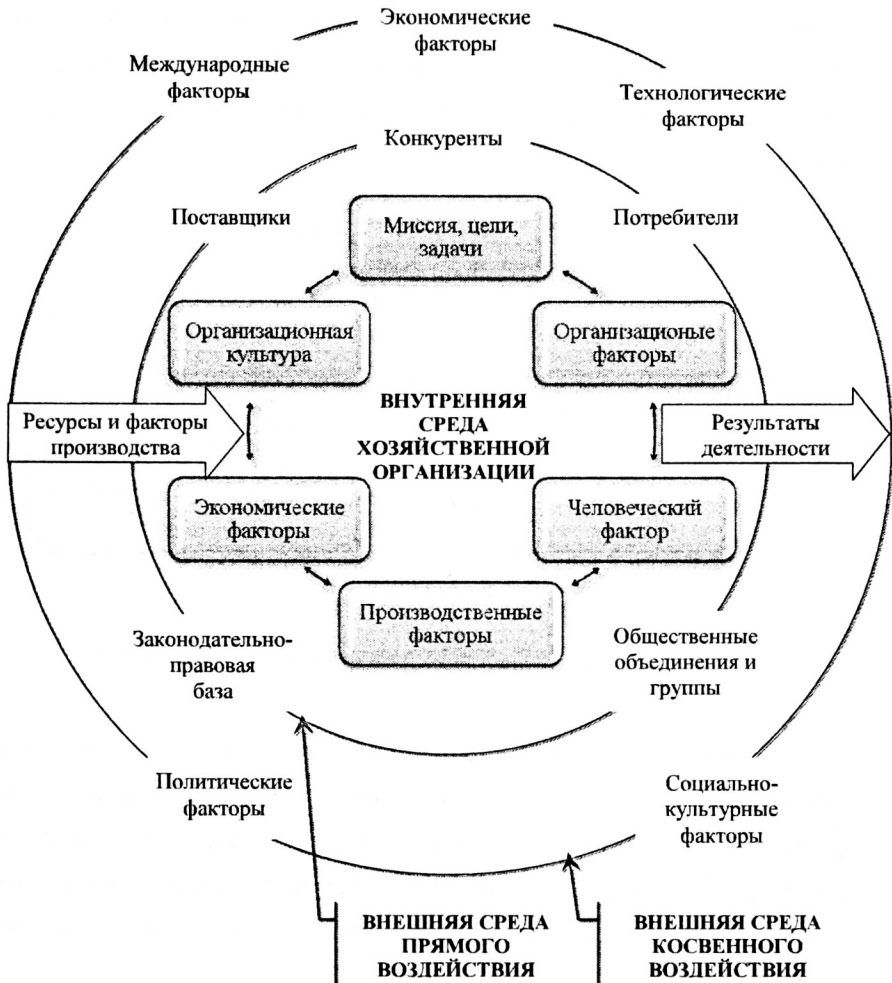 Экономические
факторы
Международные
факторы
Технологические
факторы
Конкуренты
Поставщики
Потребители
Миссия, цели,
задачи
Организационная
культура
Организационые
факторы
Ресурсы и факторы
производства
ВНУТРЕННЯЯ
СРЕДА
ХОЗЯЙСТВЕННОЙ
ОРГАНИЗАЦИИ
Результаты
деятельности
Экономические
факторы
Человеческий
фактор
Производственные
факторы
Законодательно-
правовая
база
Общественные
объединения и
группы
Политические
факторы
Социально-
культурные
факторы
ВНЕШНЯЯ СРЕДА
ПРЯМОГО
ВОЗДЕЙСТВИЯ
ВНЕШНЯЯ СРЕДА
КОСВЕННОГО
ВОЗДЕЙСТВИЯ